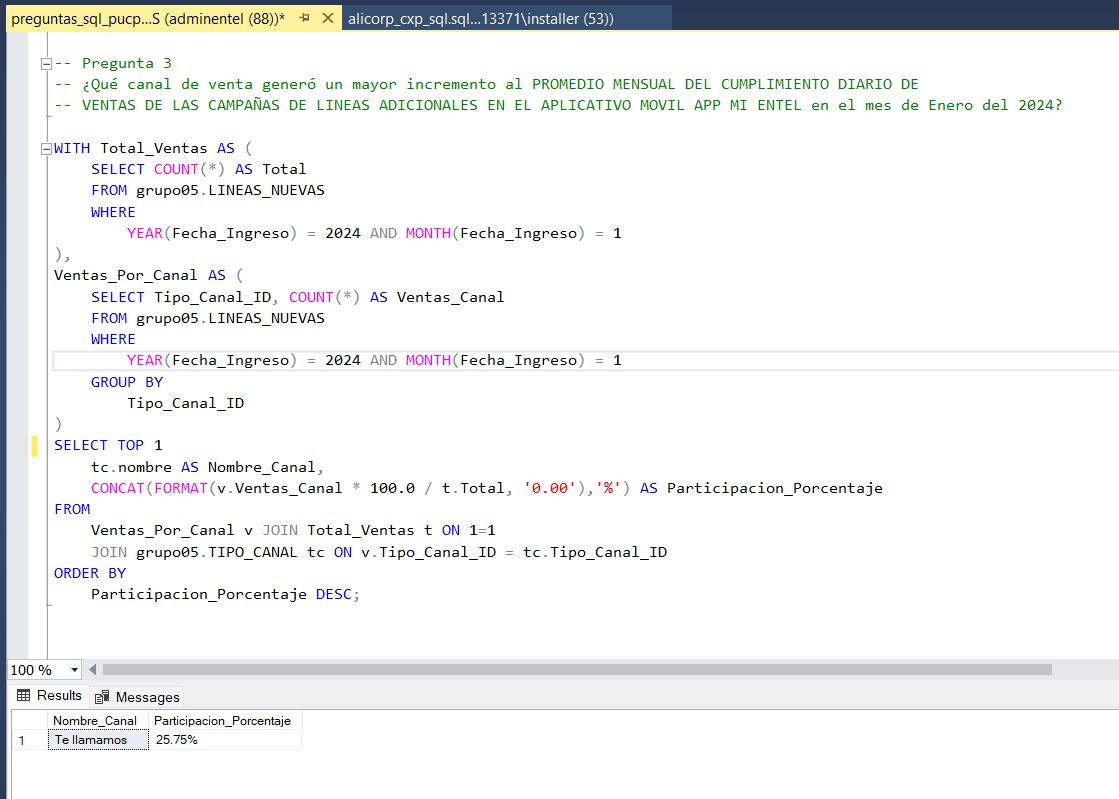 preguntas_sql_pucp...S (adminentel (88))* alicorp_cxp_sql.sql...13371\installer (53))
-- Pregunta 3
-- ¿Qué canal de venta generó un mayor incremento al PROMEDIO MENSUAL DEL CUMPLIMIENTO DIARIO DE
-- VENTAS DE LAS CAMPAÑAS DE LINEAS ADICIONALES EN EL APLICATIVO MOVIL APP MI ENTEL en el mes de Enero del 2024?
WITH Total_Ventas AS (
SELECT COUNT(*) AS Total
FROM grupo05.LINEAS_NUEVAS
WHERE
YEAR(Fecha_Ingreso) = 2024 AND MONTH(Fecha_Ingreso) = 1
),
Ventas_Por_Canal AS (
SELECT Tipo_Canal_ID, COUNT(*) AS Ventas_Canal
FROM grupo05.LINEAS_NUEVAS
WHERE
YEAR(Fecha_Ingreso) = 2024 AND MONTH(Fecha_Ingreso) = 1
GROUP BY
Tipo_Canal_ID
)
SELECT TOP 1
tc.nombre AS Nombre_Canal,
CONCAT(FORMAT(v.Ventas_Canal * 100.0 / t.Total, '0.00'),'%') AS Participacion_Porcentaje
FROM
Ventas_Por_Canal v JOIN Total_Ventas t ON 1=1
JOIN grupo05.TIPO_CANAL tc ON v.Tipo_Canal_ID = tc.Tipo_Canal_ID
ORDER BY
Participacion_Porcentaje DESC;
100 %
Results Messages
Nombre_Canal Participacion_Porcentaje
1 Te llamamos 25.75%